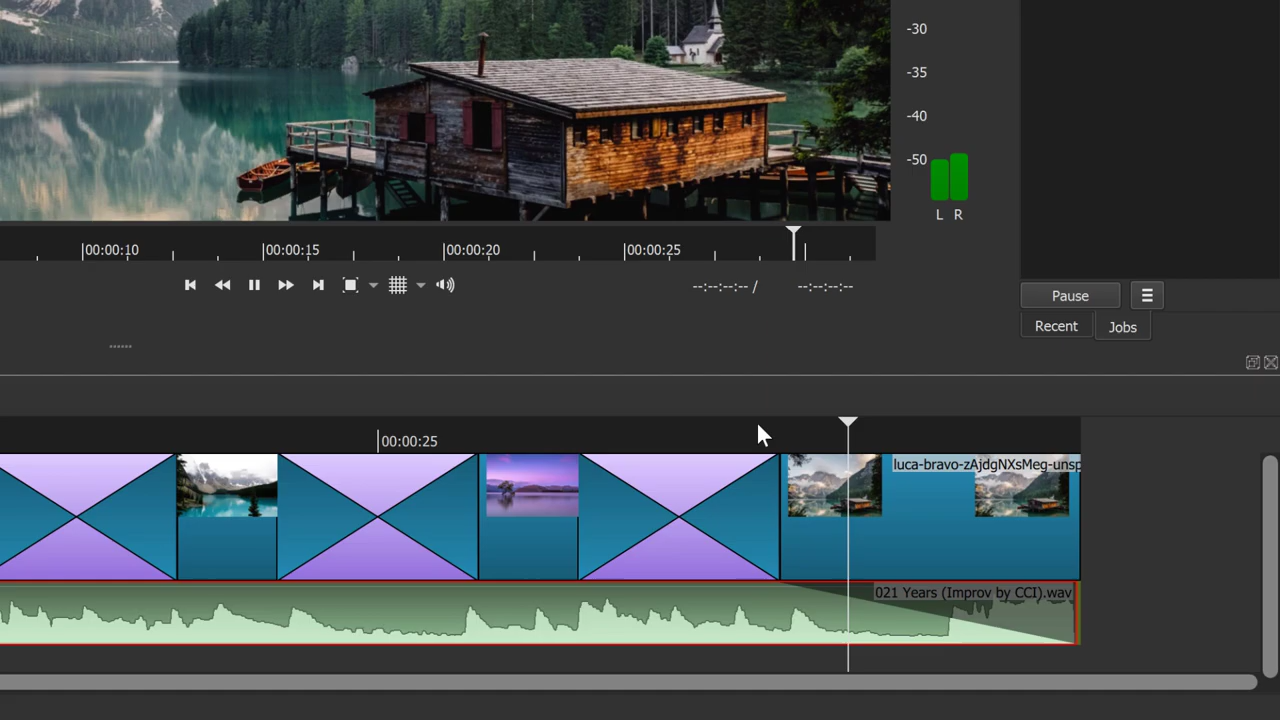 -30
-35
-40
-50
L R
00:00:10 00:00:15 00:00:20 00:00:25
--:--:--:-- / --:--:--:--
Pause
Recent Jobs
00:00:25
luca-bravo-zAjdgNXsMeg-unsp
021 Years (Improv by CCI).wav